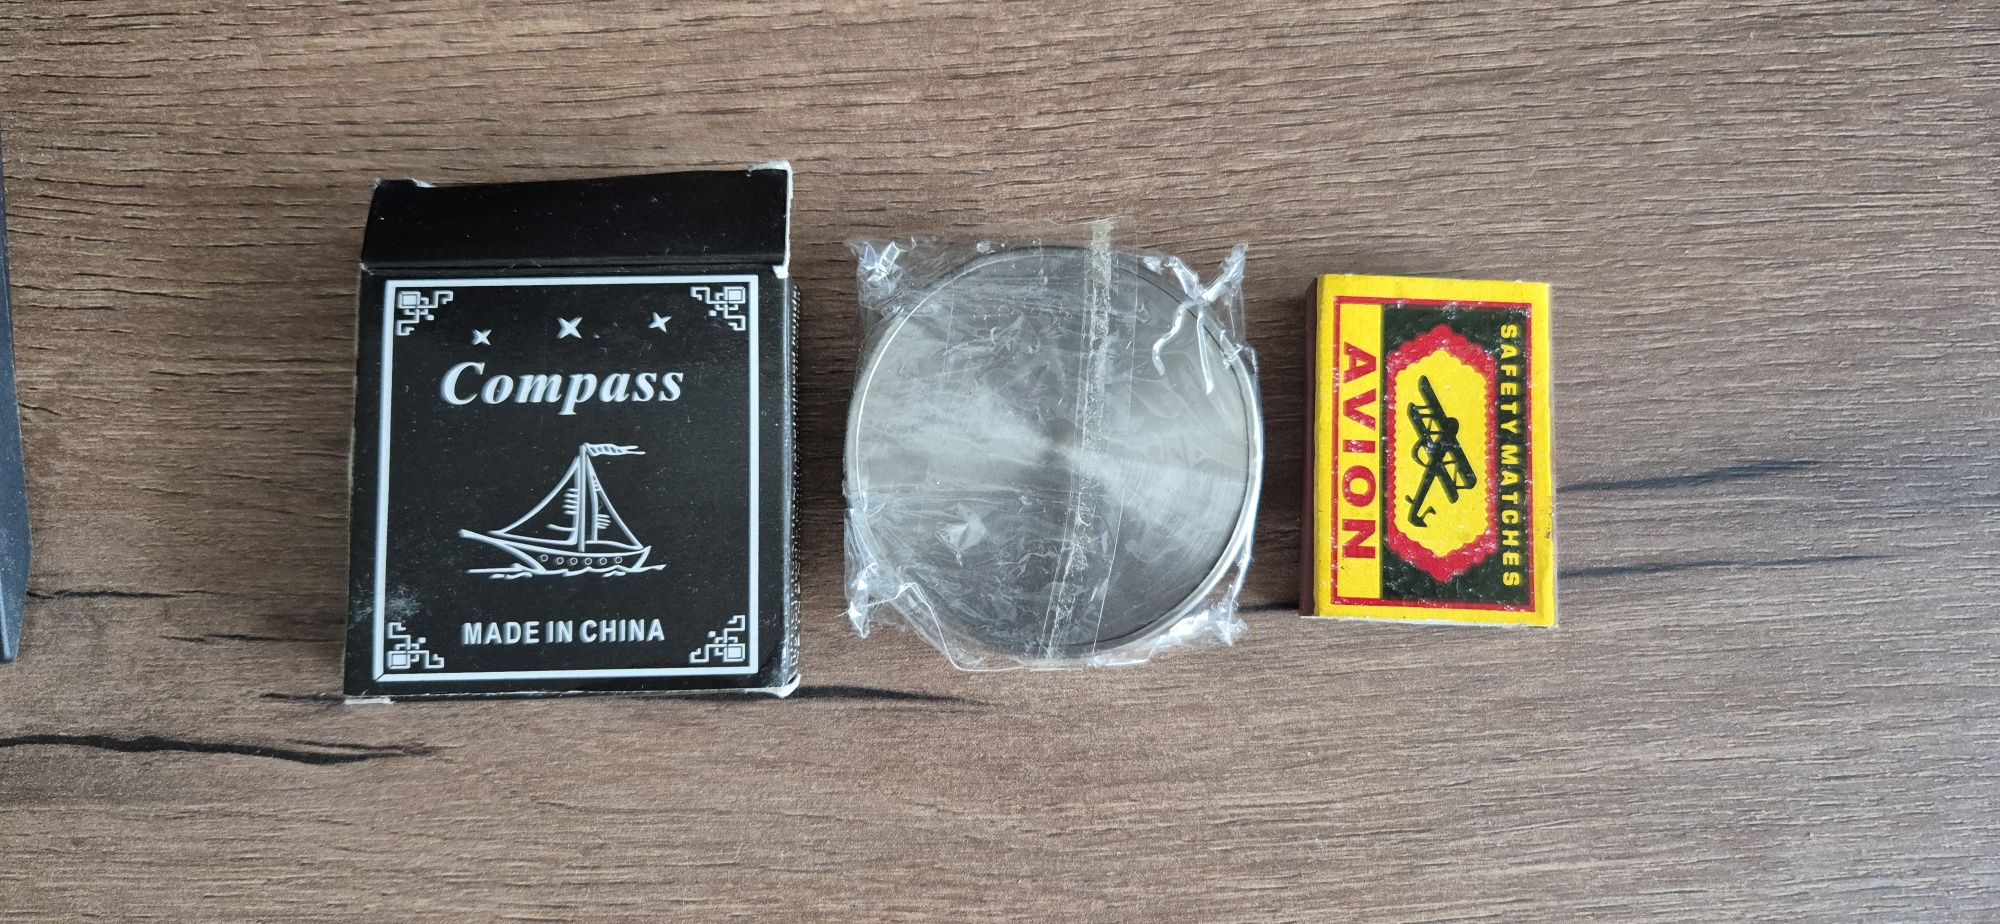 Compass
MADE IN CHINA
AVION
SAFETY MATCHES